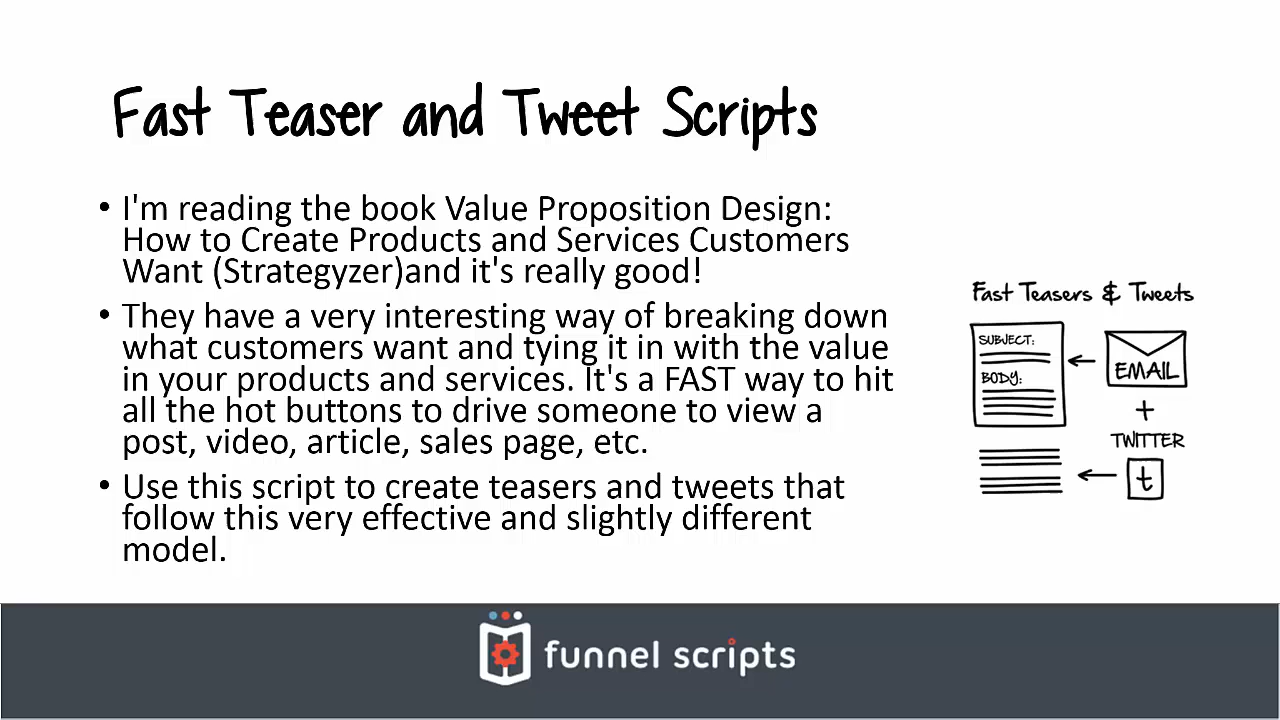 Fast Teaser and Tweet Scripts
• I'm reading the book Value Proposition Design:
How to Create Products and Services Customers
Want (Strategyzer)and it's really good!
• They have a very interesting way of breaking down
what customers want and tying it in with the value
in your products and services. It's a FAST way to hit
all the hot buttons to drive someone to view a
post, video, article, sales page, etc.
• Use this script to create teasers and tweets that
follow this very effective and slightly different
model.
Fast Teasers & Tweets
SUBJECT:
BODY:
EMAIL
+
TWITTER
t
funnel scripts